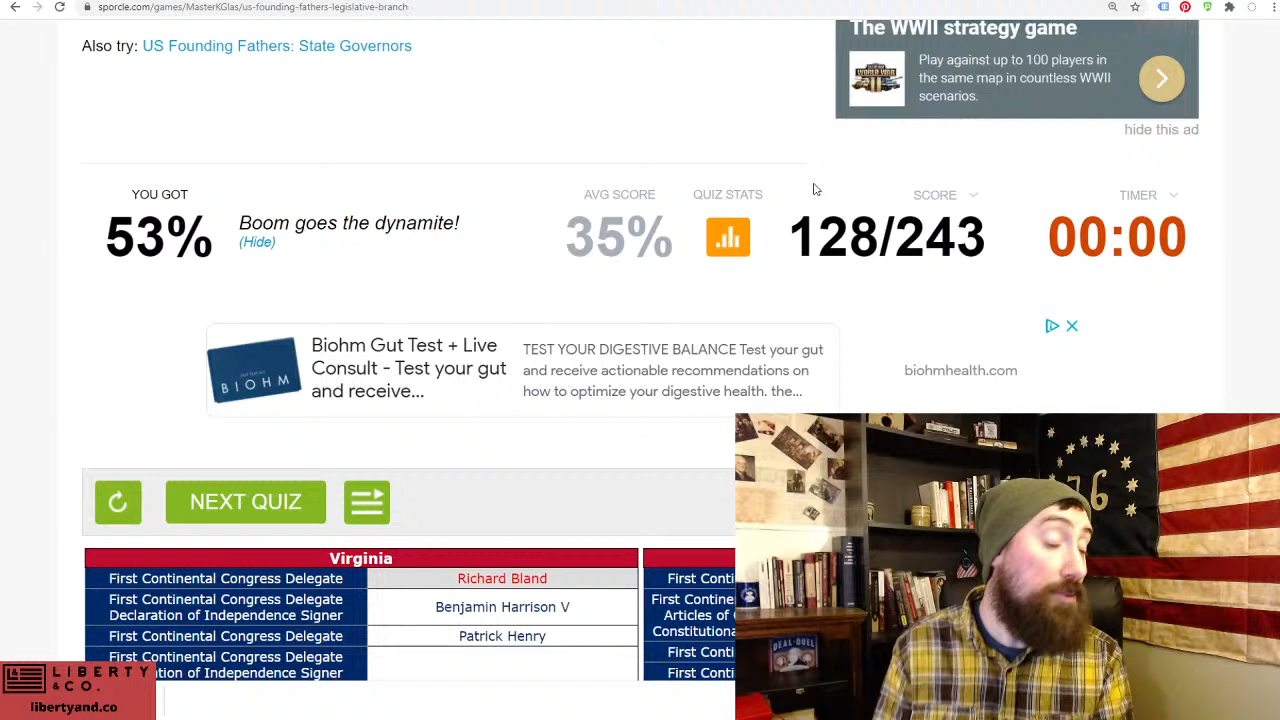 sporcle.com/games/MasterKGlas/us-founding-fathers-legislative-branch
Also try: US Founding Fathers: State Governors
The WWII strategy game
Play against up to 100 players in
the same map in countless WWII
scenarios.
hide this ad
YOU GOT
53%
Boom goes the dynamite!
(Hide)
AVG SCORE
35%
QUIZ STATS
SCORE
128/243
TIMER
00:00
Biohm Gut Test + Live
Consult - Test your gut
and receive...
TEST YOUR DIGESTIVE BALANCE Test your gut
and receive actionable recommendations on
how to optimize your digestive health. the...
biohmhealth.com
BIOHM
NEXT QUIZ
Virginia
First Continental Congress Delegate
Richard Bland
First Continental Congress Delegate
Declaration of Independence Signer
Benjamin Harrison V
First Continental Congress Delegate
Patrick Henry
First Continental Congress Delegate
ation of Independence Signer
First Conti
First Contine
Articles of
Constitutiona
First Conti
First Conti
76
LIBERTY
& CO.
libertyand.co